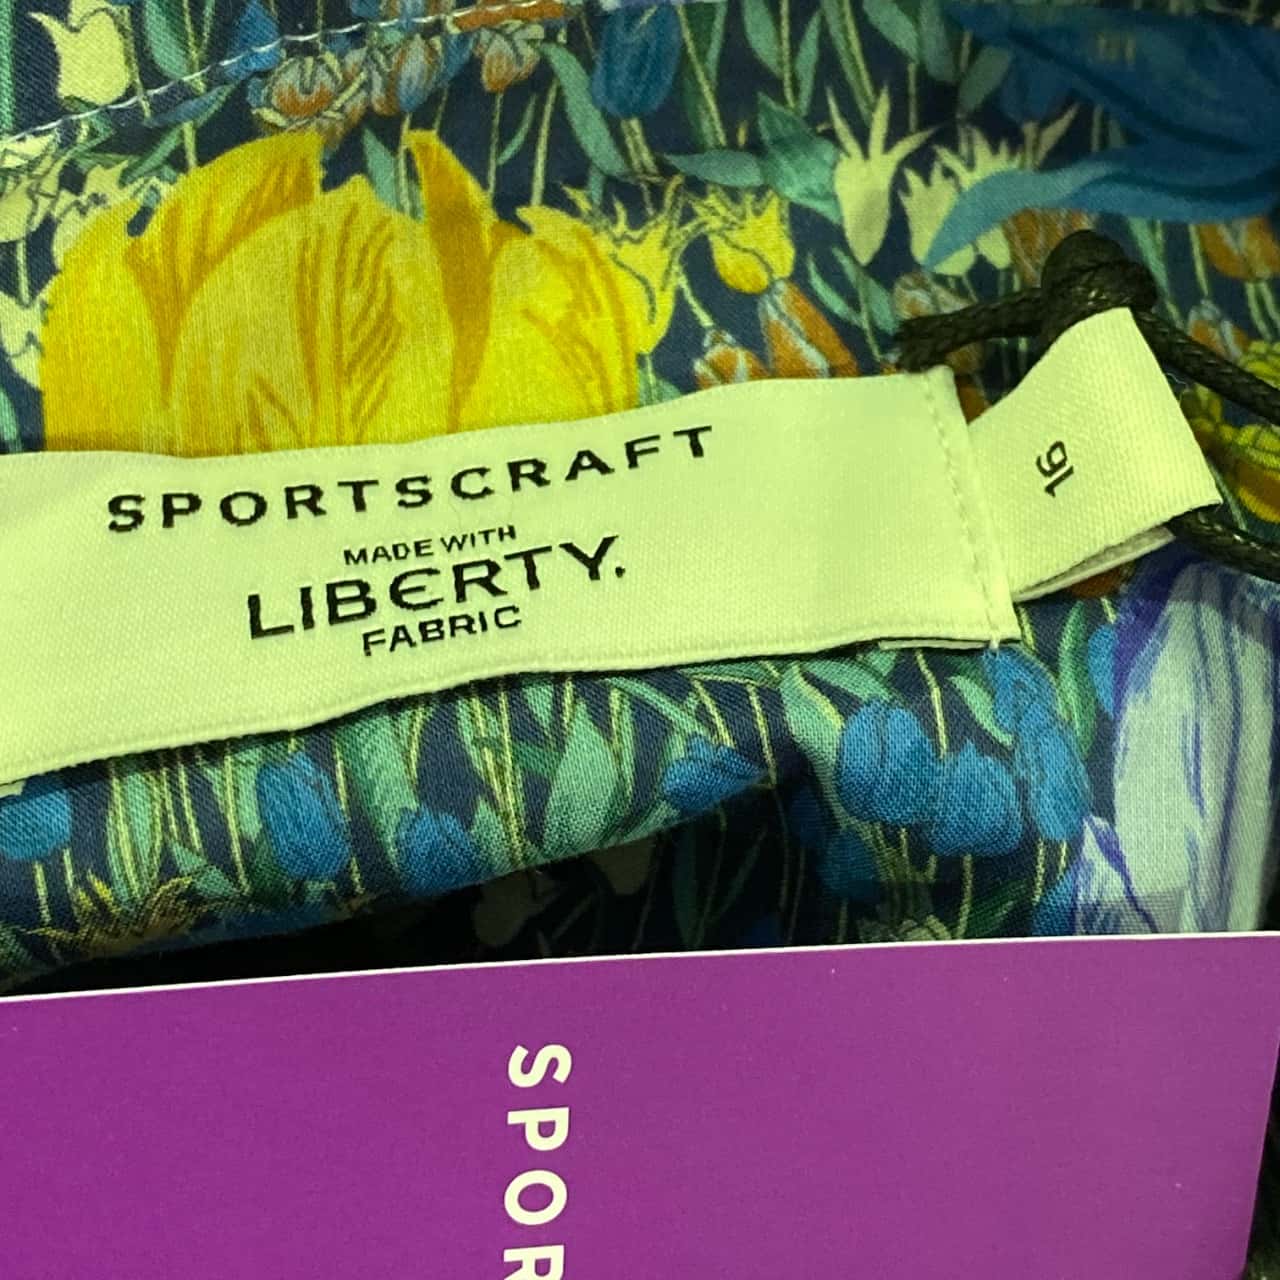 SPORTSCRAFT
MADE WITH
LIBERTY.
FABRIC
16
SPOR